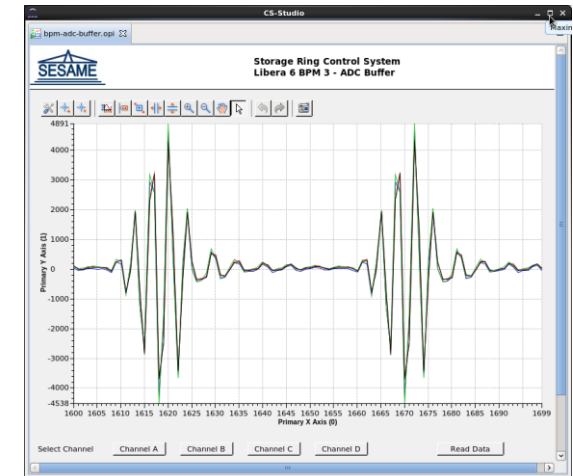 CS-Studio
Maxim
bpm-adc-buffer.opi
SESAME
Storage Ring Control System
Libera 6 BPM 3 - ADC Buffer
4891
4000
3000
2000
1000
0
-1000
-2000
-3000
-4000
-4538
Primary Y Axis (1)
1600 1605 1610 1615 1620 1625 1630 1635 1640 1645 1650 1655 1660 1665 1670 1675 1680 1685 1690 1699
Primary X Axis (0)
Select Channel Channel A Channel B Channel C Channel D Read Data